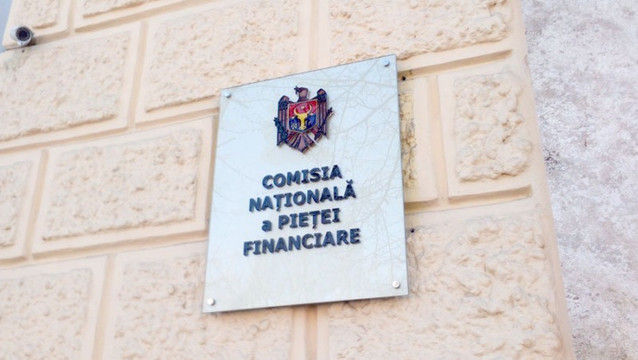 COMISIA
NAȚIONALĂ
a PIEȚEI
FINANCIARE